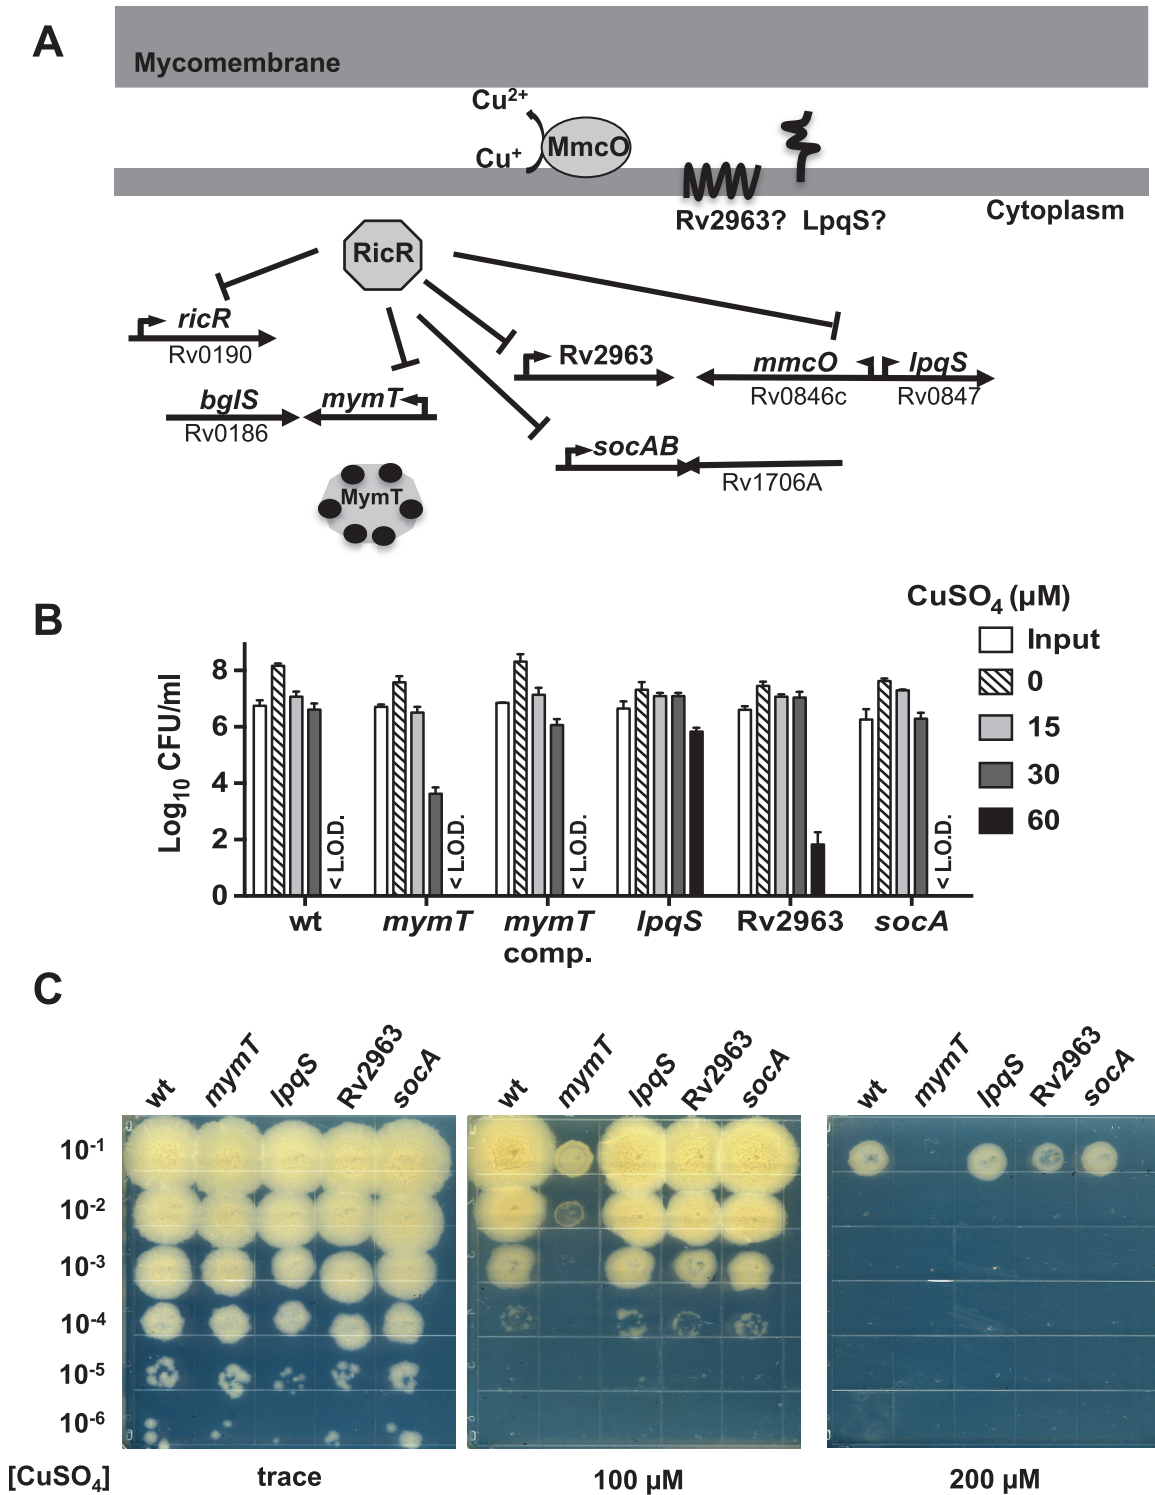 A
Mycomembrane
Cu2+
MmcO
Cu+
Rv2963? LpqS?
Cytoplasm
RicR
ricR
Rv0190
Rv2963
mmcO
lpqS
Rv0846c
Rv0847
bglS
mymT
Rv0186
socAB
Rv1706A
MymT
B
CuSO4 (µM)
Input
0
15
30
60
Log10 CFU/ml
8
6
4
2
0
< L.O.D.
< L.O.D.
< L.O.D.
< L.O.D.
wt
mymT
mymT
comp.
lpqS
Rv2963
socA
C
wt
mymT
lpqS
Rv2963
socA
wt
mymT
lpqS
Rv2963
socA
wt
mymT
lpqS
Rv2963
socA
10-1
10-2
10-3
10-4
10-5
10-6
[CuSO4]
trace
100 µM
200 µM